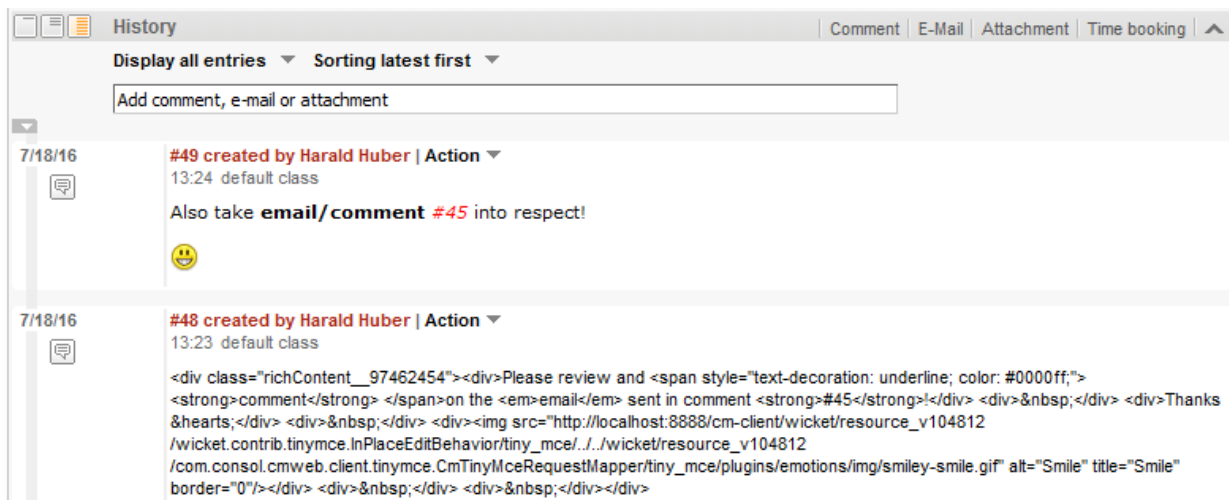 History Comment E-Mail Attachment Time booking
Display all entries Sorting latest first
Add comment, e-mail or attachment
7/18/16 #49 created by Harald Huber | Action
13:24 default class
Also take email/comment #45 into respect!
7/18/16 #48 created by Harald Huber | Action
13:23 default class
<div class="richContent__97462454"><div>Please review and <span style="text-decoration: underline; color: #0000ff;">
<strong>comment</strong> </span>on the <em>email</em> sent in comment <strong>#45</strong>!</div> <div>&nbsp;</div> <div>Thanks
&hearts;</div> <div>&nbsp;</div> <div><img src="http://localhost:8888/cm-client/wicket/resource_v104812
/wicket.contrib.tinymce.InPlaceEditBehavior/tiny_mce/../../wicket/resource_v104812
/com.consol.cmweb.client.tinymce.CmTinyMceRequestMapper/tiny_mce/plugins/emotions/img/smiley-smile.gif" alt="Smile" title="Smile"
border="0"/></div> <div>&nbsp;</div> <div>&nbsp;</div></div>